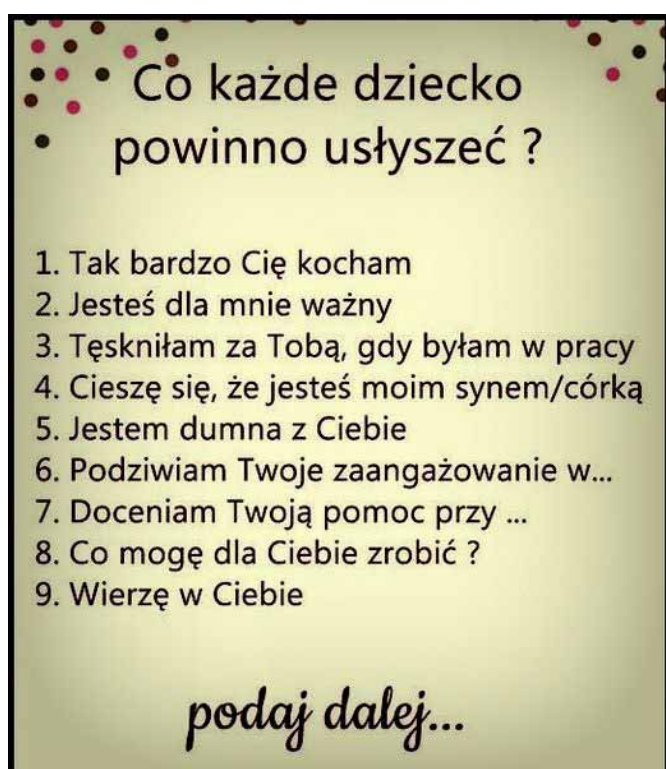 Co każde dziecko
powinno usłyszeć ?
1. Tak bardzo Cię kocham
2. Jesteś dla mnie ważny
3. Tęskniłam za Tobą, gdy byłam w pracy
4. Cieszę się, że jesteś moim synem/córką
5. Jestem dumna z Ciebie
6. Podziwiam Twoje zaangażowanie w...
7. Doceniam Twoją pomoc przy ...
8. Co mogę dla Ciebie zrobić ?
9. Wierzę w Ciebie
podaj dalej...